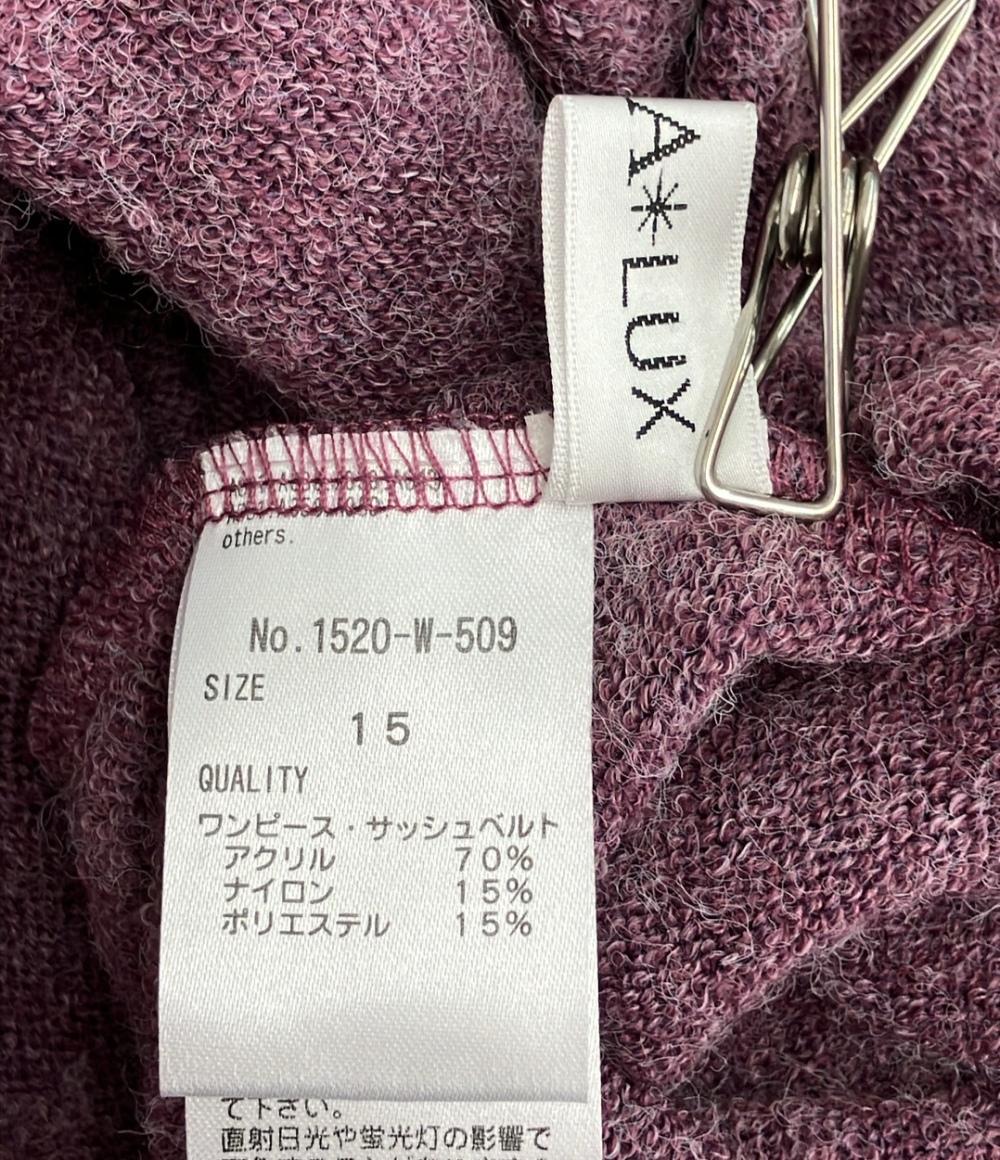 A*LUX
others.
No.1520-W-509
SIZE
15
QUALITY
ワンピース・サッシュベルト
アクリル 70%
ナイロン 15%
ポリエステル 15%
て下さい。
直射日光や蛍光灯の影響で